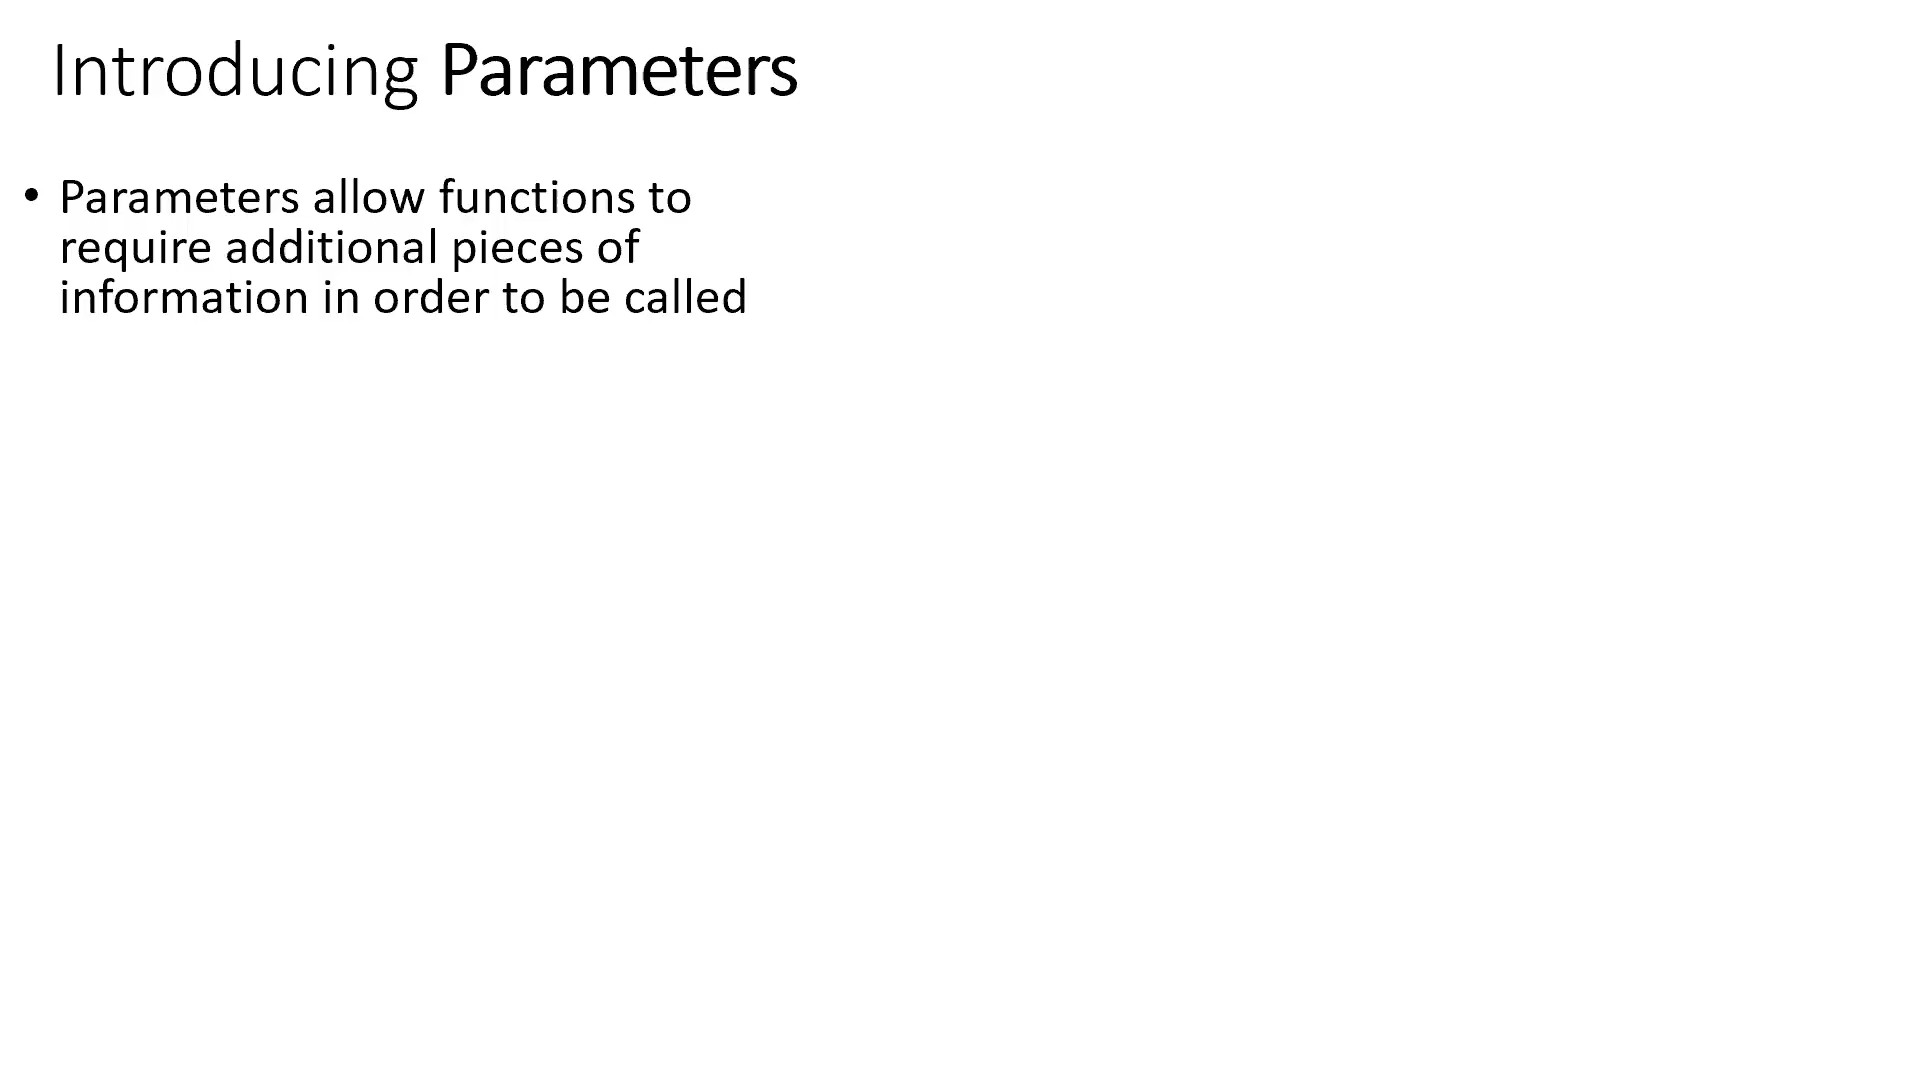 Introducing Parameters
• Parameters allow functions to
require additional pieces of
information in order to be called